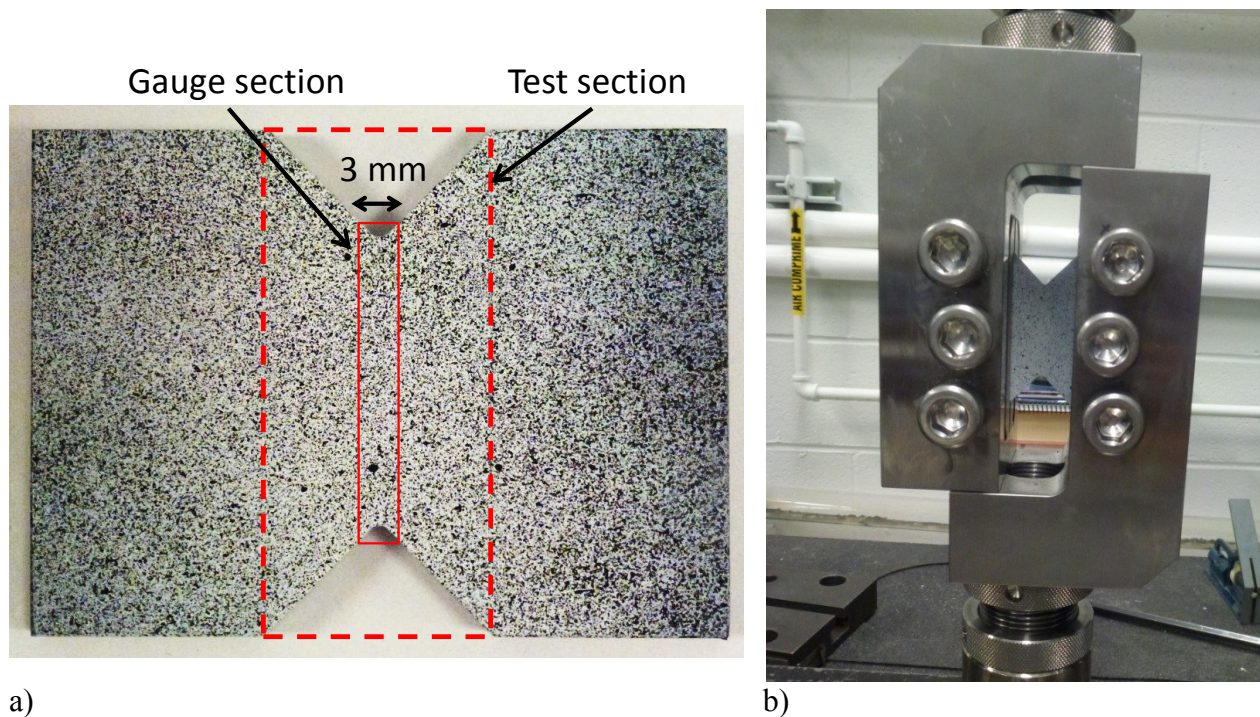 Gauge section
Test section
3 mm
AIR COMPRIME
a)
b)